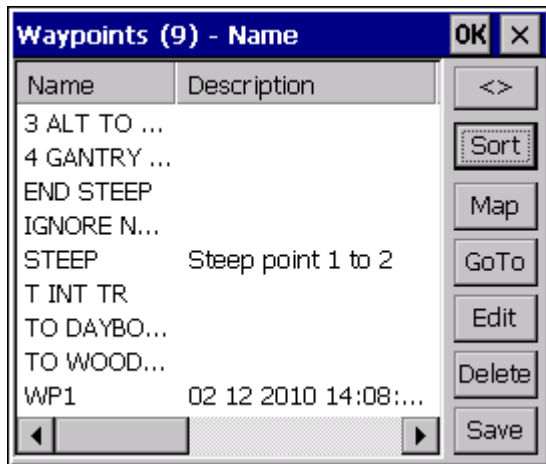 Waypoints (9) - Name OK ×
Name Description <>
3 ALT TO ...
4 GANTRY ...
Sort
END STEEP
IGNORE N...
Map
STEEP Steep point 1 to 2 GoTo
T INT TR
TO DAYBO...
Edit
TO WOOD...
Delete
WP1 02 12 2010 14:08:...
Save